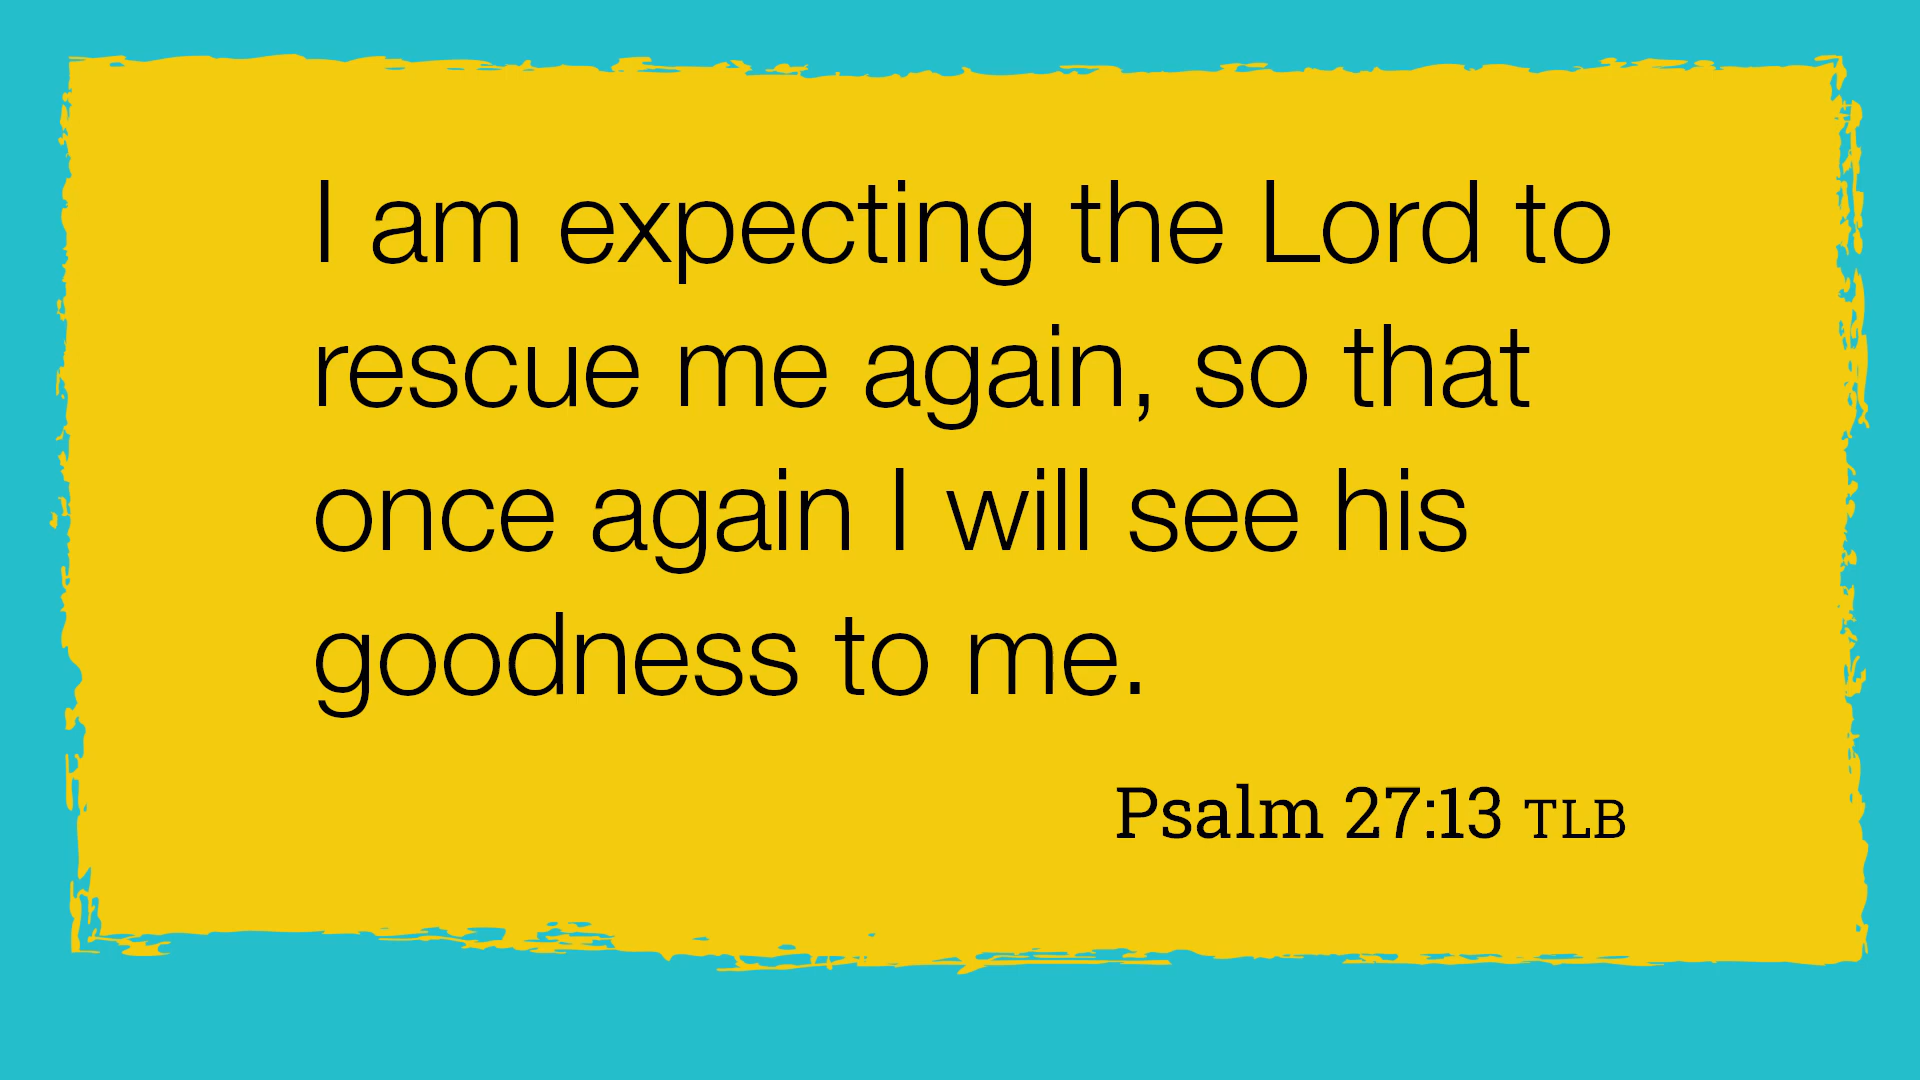 I am expecting the Lord to
rescue me again, so that
once again I will see his
goodness to me.
Psalm 27:13 TLB